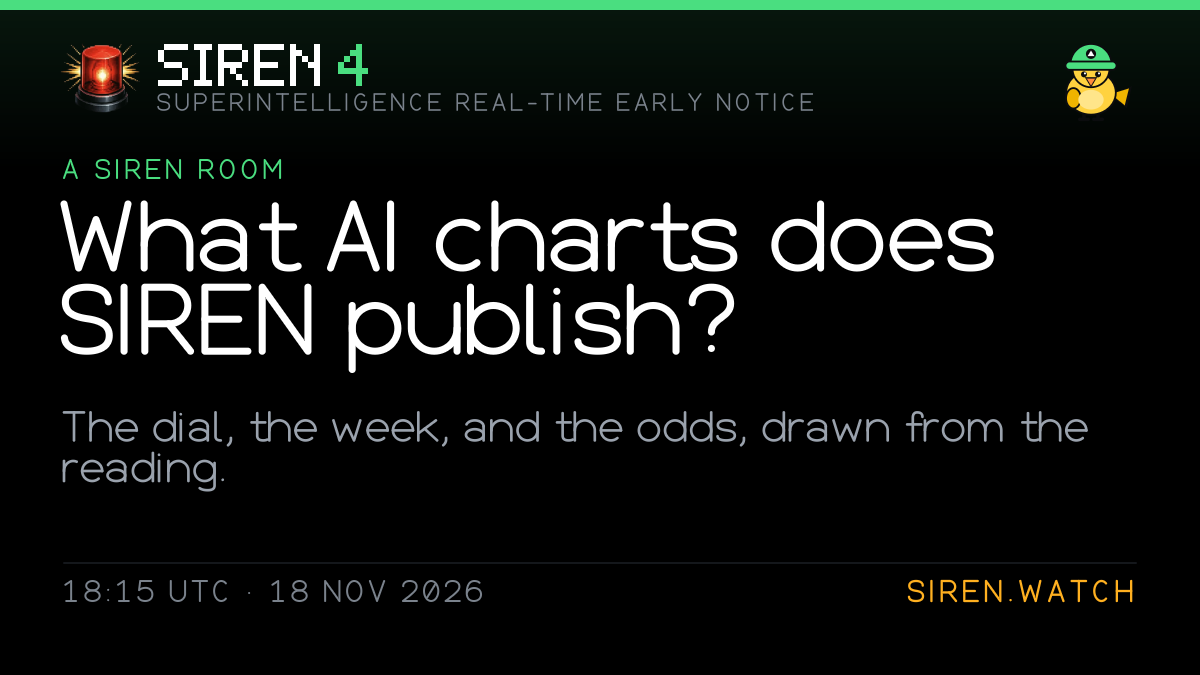 SIREN 4
SUPERINTELLIGENCE REAL-TIME EARLY NOTICE
A SIREN ROOM
What AI charts does
SIREN publish?
The dial, the week, and the odds, drawn from the
reading.
18:15 UTC · 18 NOV 2026
SIREN.WATCH